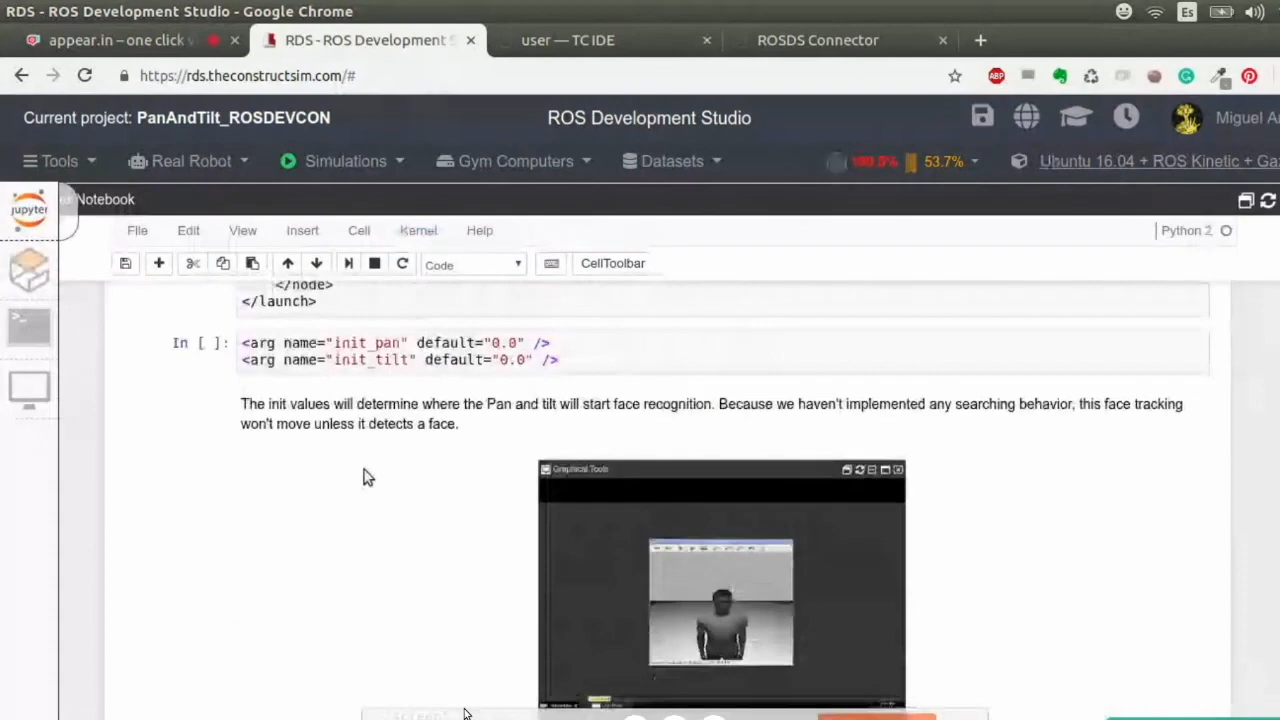 RDS - ROS Development Studio - Google Chrome
Es
appear.in – one click v
RDS - ROS Development S
user — TC IDE
ROSDS Connector
https://rds.theconstructsim.com/#
ABP
Current project: PanAndTilt_ROSDEVCON
ROS Development Studio
Miguel A
Tools
Real Robot
Simulations
Gym Computers
Datasets
53.7%
Ubuntu 16.04 + ROS Kinetic + Ga
jupyter
Notebook
File
Edit
View
Insert
Cell
Kernel
Help
Python 2
Code
CellToolbar
</node>
</launch>
In [ ]:
<arg name="init_pan" default="0.0" />
<arg name="init_tilt" default="0.0" />
The init values will determine where the Pan and tilt will start face recognition. Because we haven't implemented any searching behavior, this face tracking
won't move unless it detects a face.
Graphical Tools